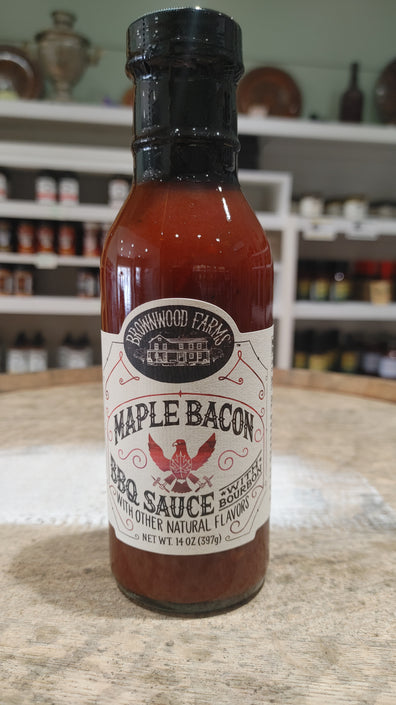 BROWNWOOD FARMS
MAPLE BACON
BBQ SAUCE
WITH
BOURBON
WITH OTHER NATURAL FLAVORS
NET WT. 14 OZ (397g)